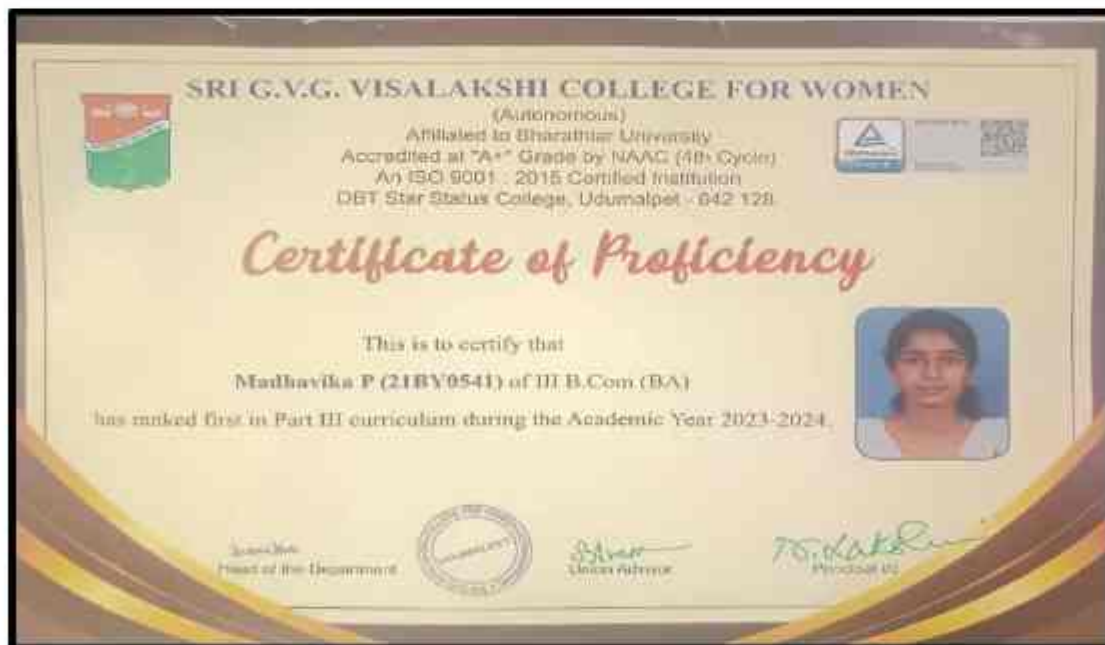 SRI G.V.G. VISALAKSHI COLLEGE FOR WOMEN
(Autonomous)
Affiliated to Bharathiar University
Accredited at "A+" Grade by NAAC (4th Cycle)
An ISO 9001 : 2015 Certified Institution
DBT Star Status College, Udumalpet - 642 128
Certificate of Proficiency
This is to certify that
Madhavika P (21BY0541) of III B.Com (BA)
has ranked first in Part III curriculum during the Academic Year 2023-2024.
Head of the Department
Union Advisor
Principal